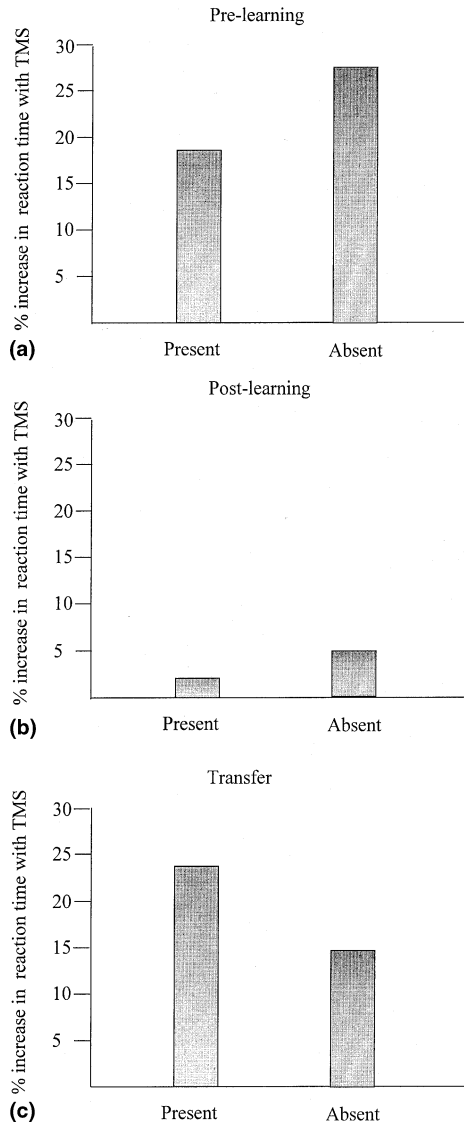 Pre-learning
% increase in reaction time with TMS
30
25
20
15
10
5
(a)
Present Absent
Post-learning
% increase in reaction time with TMS
30
25
20
15
10
5
(b)
Present Absent
Transfer
% increase in reaction time with TMS
30
25
20
15
10
5
(c)
Present Absent